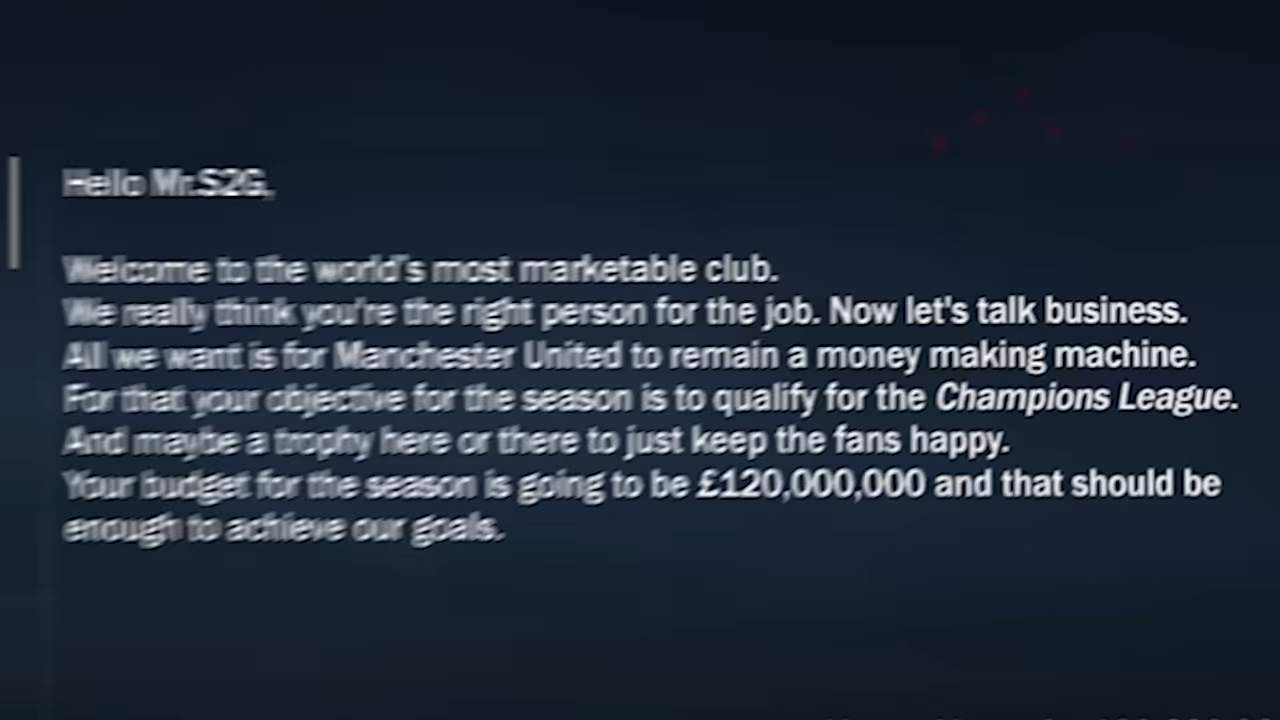 Hello Mr.S2G,
Welcome to the world's most marketable club.
We really think you're the right person for the job. Now let's talk business.
All we want is for Manchester United to remain a money making machine.
For that your objective for the season is to qualify for the Champions League.
And maybe a trophy here or there to just keep the fans happy.
Your budget for the season is going to be £120,000,000 and that should be
enough to achieve our goals.